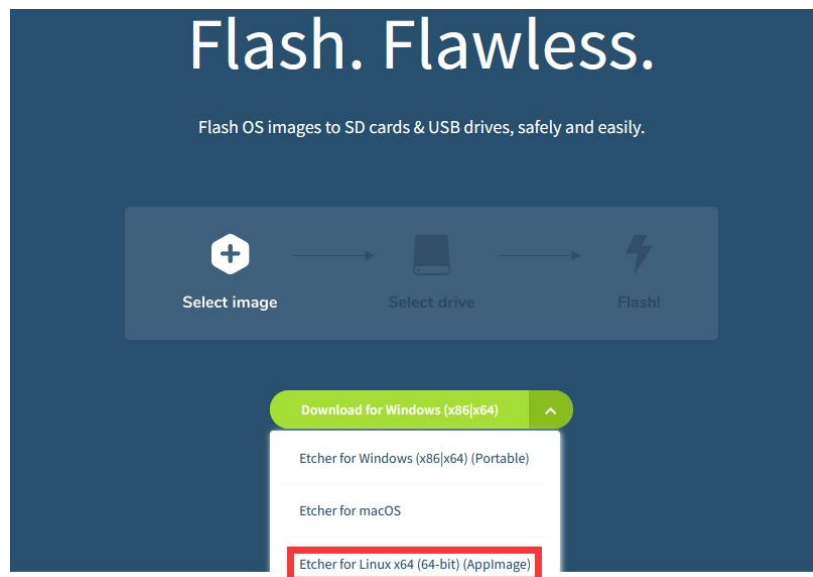 Flash. Flawless.
Flash OS images to SD cards & USB drives, safely and easily.
Select image
Select drive
Flash!
Download for Windows (x86|x64)
Etcher for Windows (x86|x64) (Portable)
Etcher for macOS
Etcher for Linux x64 (64-bit) (AppImage)